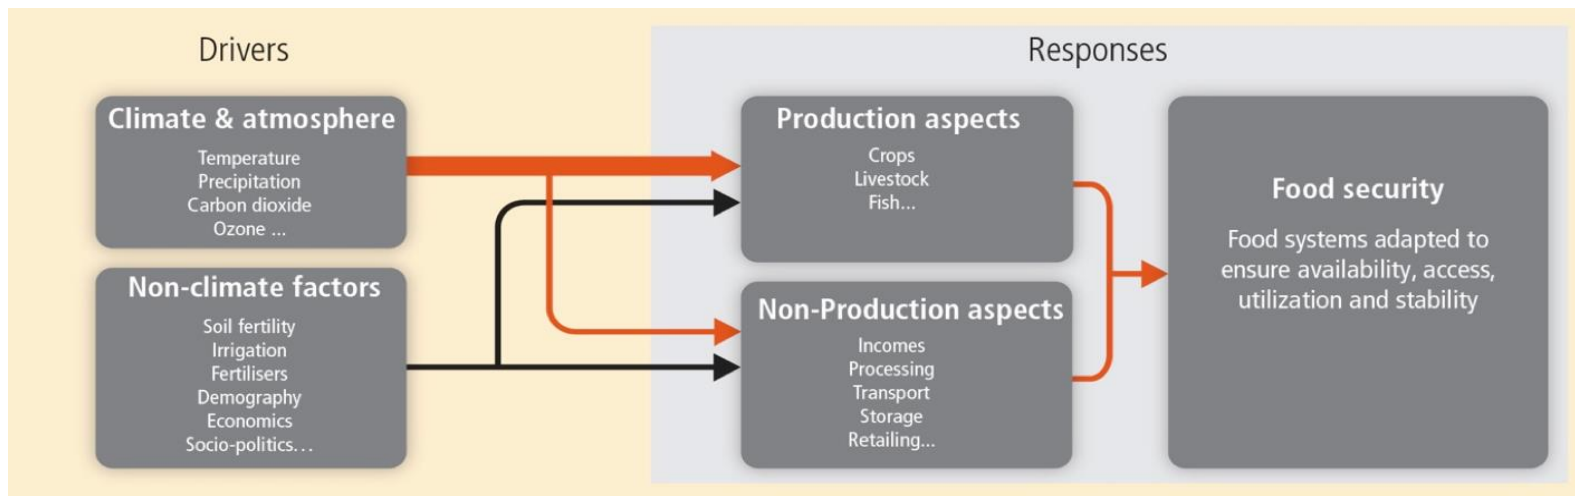 Drivers
Responses
Climate & atmosphere
Temperature
Precipitation
Carbon dioxide
Ozone ...
Non-climate factors
Soil fertility
Irrigation
Fertilisers
Demography
Economics
Socio-politics…
Production aspects
Crops
Livestock
Fish...
Non-Production aspects
Incomes
Processing
Transport
Storage
Retailing...
Food security
Food systems adapted to
ensure availability, access,
utilization and stability